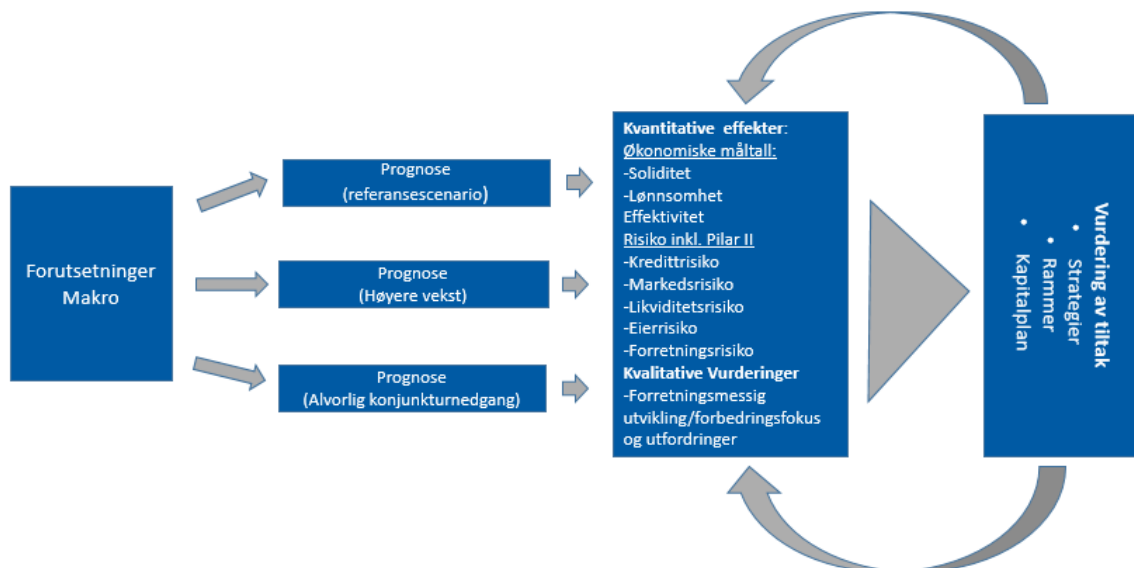 Forutsetninger
Makro
Prognose
(referansescenario)
Prognose
(Høyere vekst)
Prognose
(Alvorlig konjunkturnedgang)
Kvantitative effekter:
Økonomiske måltall:
-Soliditet
-Lønnsomhet
Effektivitet
Risiko inkl. Pilar II
-Kredittrisiko
-Markedsrisiko
-Likviditetsrisiko
-Eierrisiko
-Forretningsrisiko
Kvalitative Vurderinger
-Forretningsmessig
utvikling/forbedringsfokus
og utfordringer
Vurdering av tiltak
• Strategier
• Rammer
• Kapitalplan